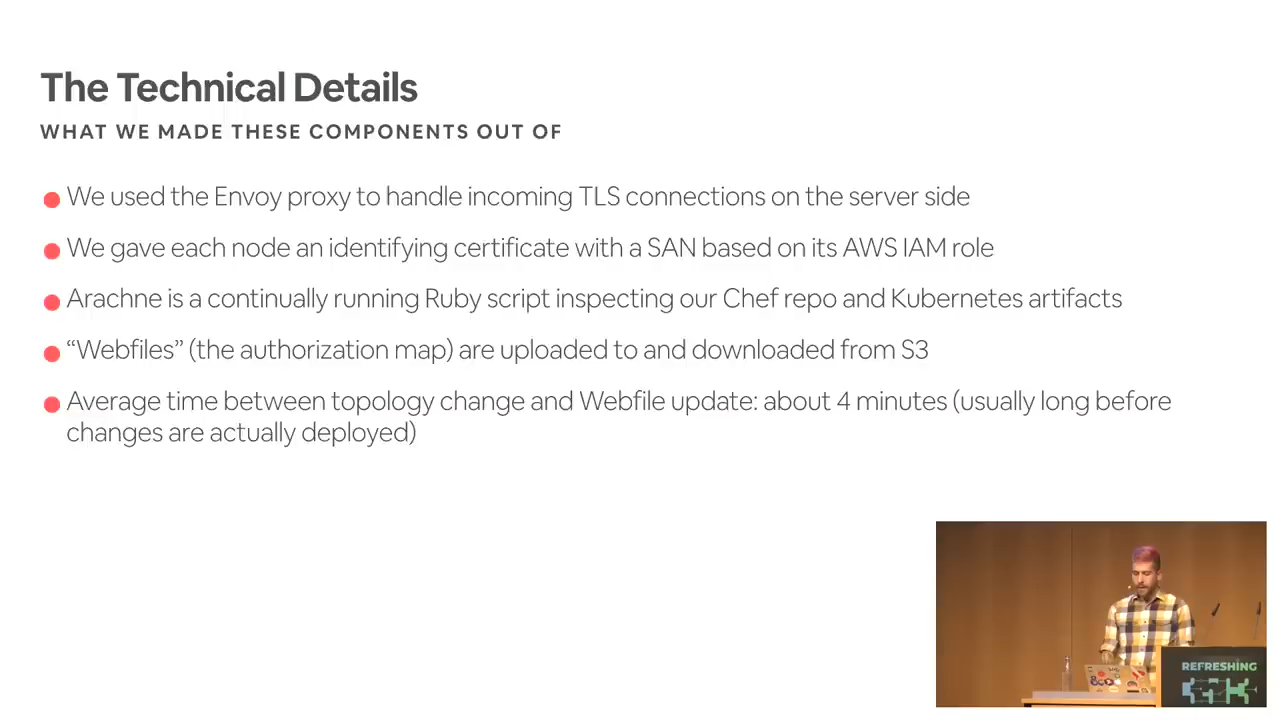 The Technical Details
WHAT WE MADE THESE COMPONENTS OUT OF
We used the Envoy proxy to handle incoming TLS connections on the server side
We gave each node an identifying certificate with a SAN based on its AWS IAM role
Arachne is a continually running Ruby script inspecting our Chef repo and Kubernetes artifacts
“Webfiles” (the authorization map) are uploaded to and downloaded from S3
Average time between topology change and Webfile update: about 4 minutes (usually long before
changes are actually deployed)
REFRESHING